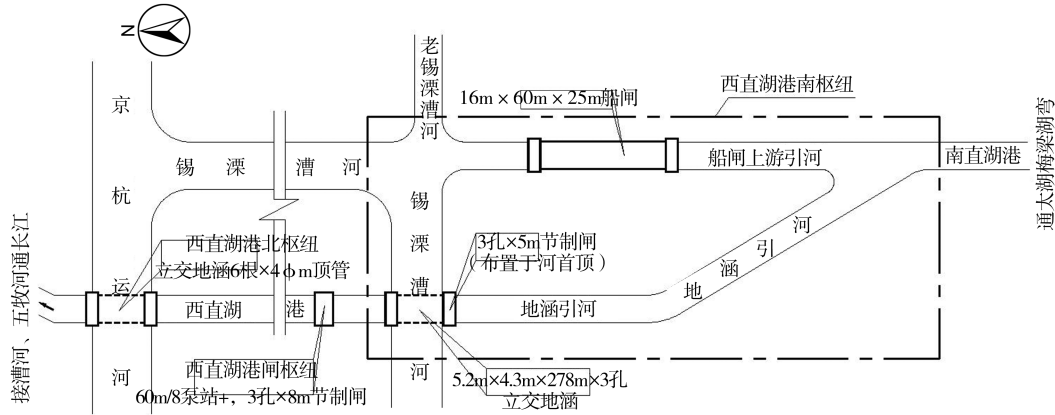 N
京
杭
运
河
锡溧漕河
老锡溧漕河
16m×60m×25m船闸
西直湖港南枢纽
船闸上游引河
南直湖港
通太湖梅梁湖弯
锡
溧
漕
河
西直湖港北枢纽
立交地涵6根×4ϕm顶管
3孔×5m节制闸
(布置于河首顶)
涵引河
地
西直湖 港
地涵引河
接漕河、五牧河通长江
西直湖港闸枢纽
60m/8泵站+，3孔×8m节制闸
5.2m×4.3m×278m×3孔
立交地涵